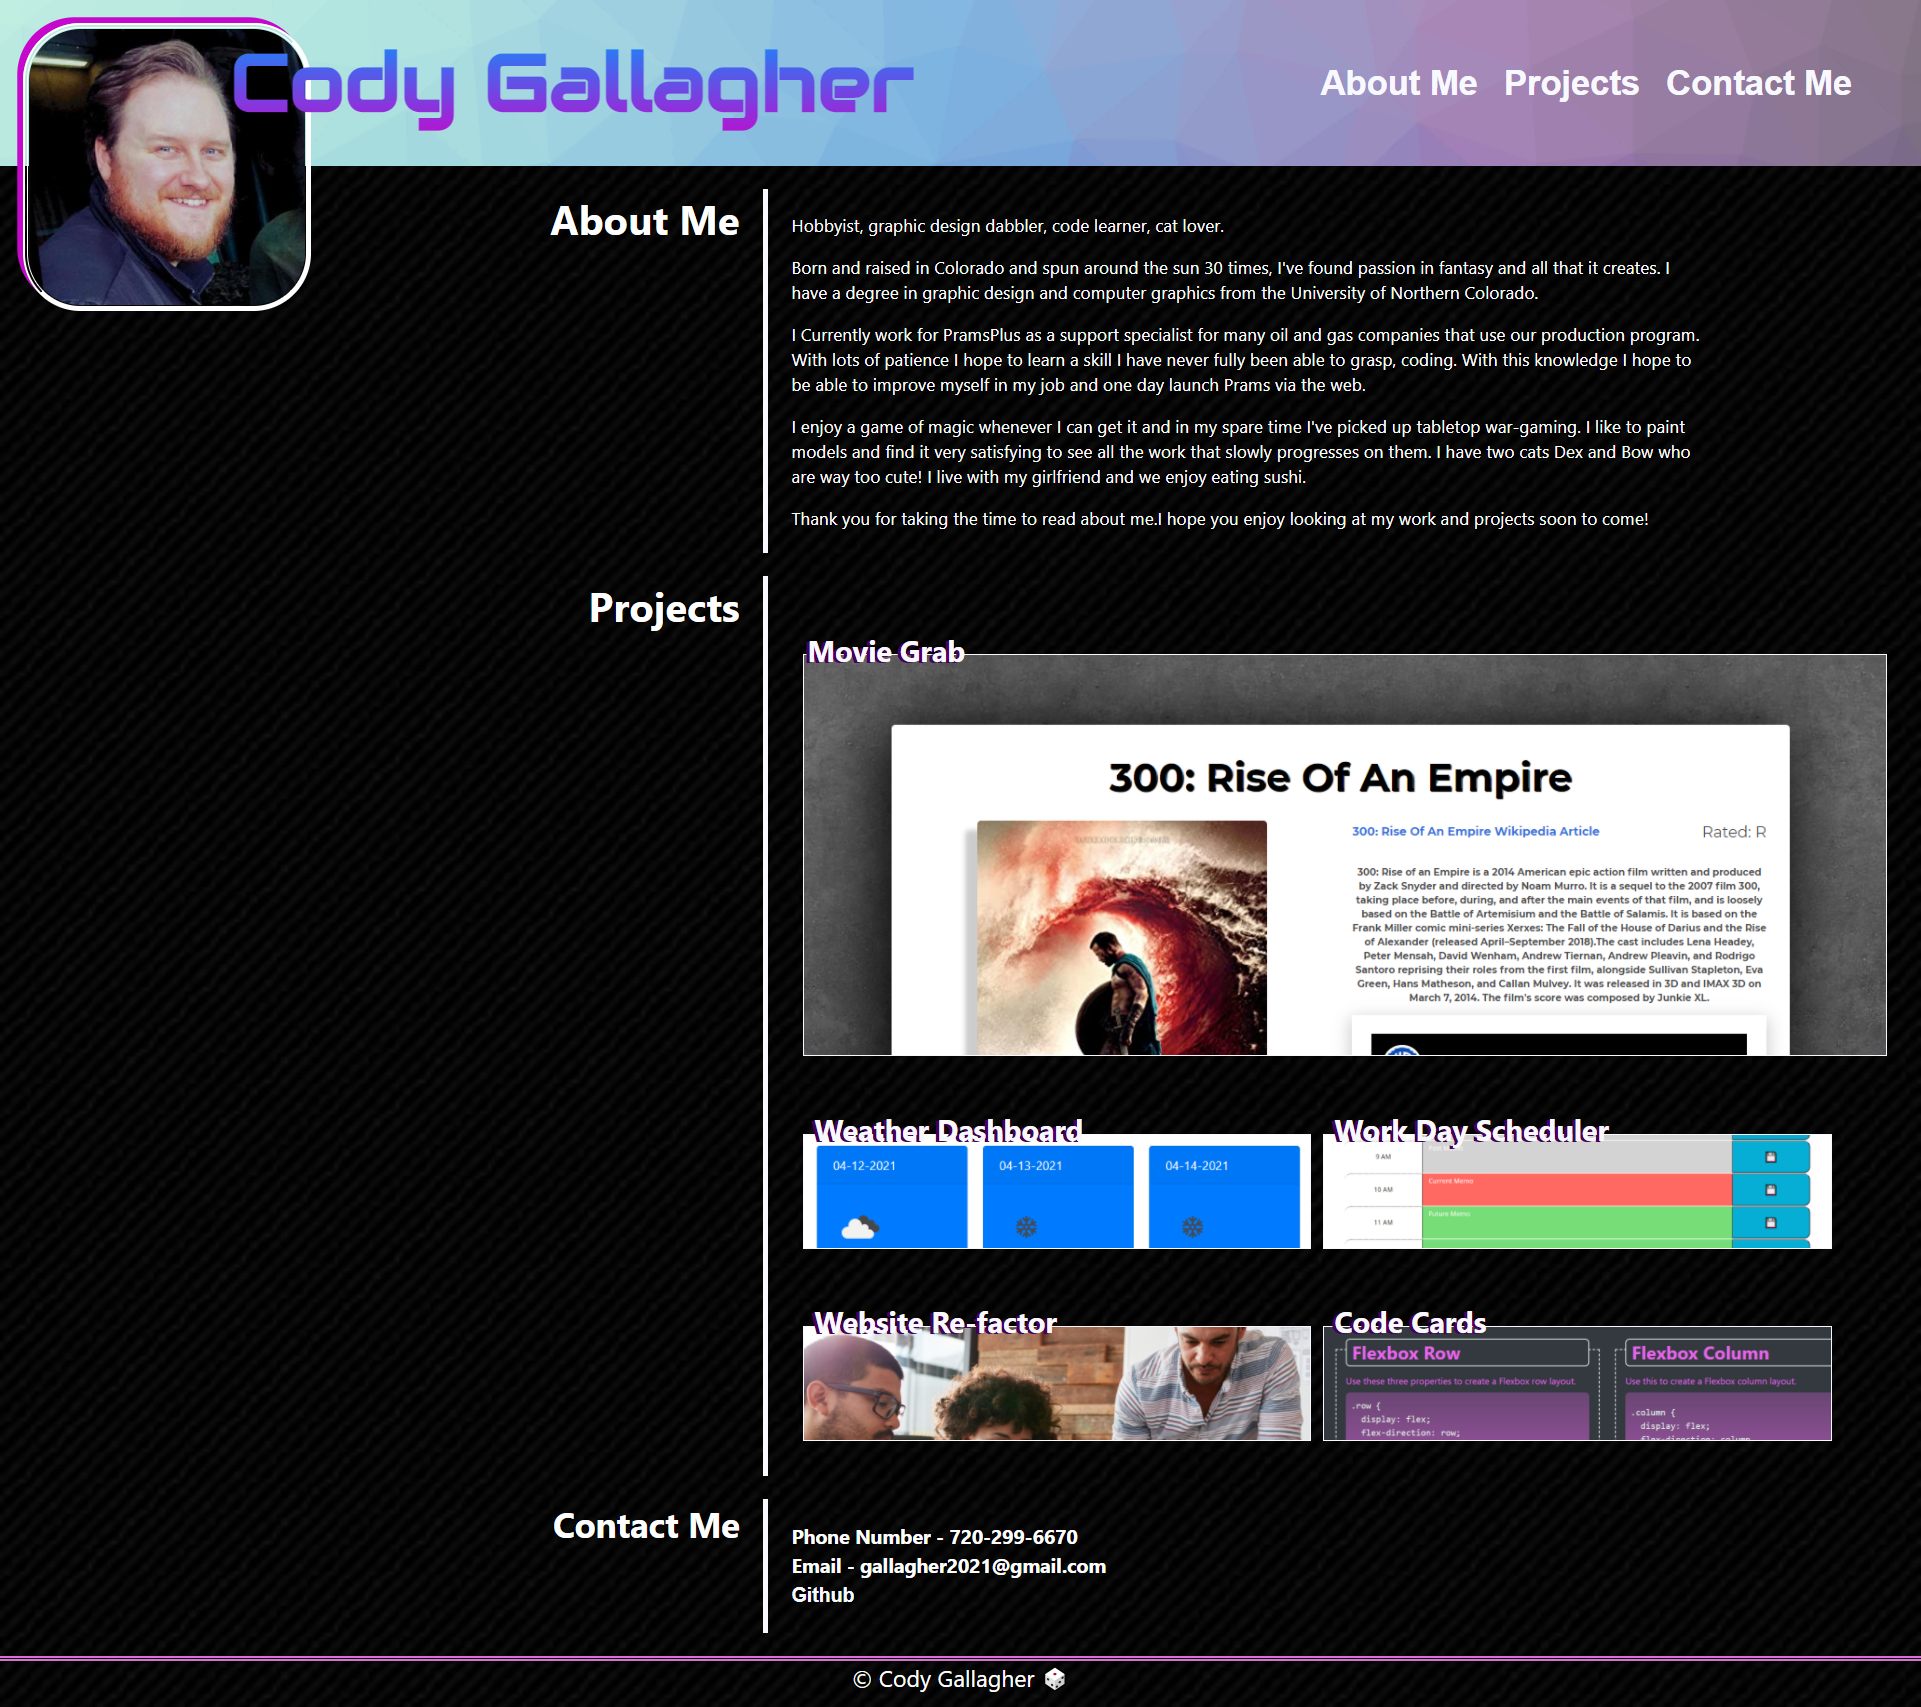 Cody Gallagher
About Me Projects Contact Me
About Me
Hobbyist, graphic design dabbler, code learner, cat lover.
Born and raised in Colorado and spun around the sun 30 times, I've found passion in fantasy and all that it creates. I
have a degree in graphic design and computer graphics from the University of Northern Colorado.
I Currently work for PramsPlus as a support specialist for many oil and gas companies that use our production program.
With lots of patience I hope to learn a skill I have never fully been able to grasp, coding. With this knowledge I hope to
be able to improve myself in my job and one day launch Prams via the web.
I enjoy a game of magic whenever I can get it and in my spare time I've picked up tabletop war-gaming. I like to paint
models and find it very satisfying to see all the work that slowly progresses on them. I have two cats Dex and Bow who
are way too cute! I live with my girlfriend and we enjoy eating sushi.
Thank you for taking the time to read about me.I hope you enjoy looking at my work and projects soon to come!
Projects
Movie Grab
300: Rise Of An Empire
300: Rise Of An Empire Wikipedia Article Rated: R
300: Rise of an Empire is a 2014 American epic action film written and produced
by Zack Snyder and directed by Noam Murro. It is a sequel to the 2007 film 300,
taking place before, during, and after the main events of that film, and is loosely
based on the Battle of Artemisium and the Battle of Salamis. It is based on the
Frank Miller comic mini-series Xerxes: The Fall of the House of Darius and the Rise
of Alexander (released April–September 2018).The cast includes Lena Headey,
Peter Mensah, David Wenham, Andrew Tiernan, Andrew Pleavin, and Rodrigo
Santoro reprising their roles from the first film, alongside Sullivan Stapleton, Eva
Green, Hans Matheson, and Callan Mulvey. It was released in 3D and IMAX 3D on
March 7, 2014. The film's score was composed by Junkie XL.
Weather Dashboard
04-12-2021 04-13-2021 04-14-2021
Work Day Scheduler
9 AM
10 AM Current Memo
11 AM Future Memo
Website Re-factor
Code Cards
Flexbox Row Flexbox Column
Use these three properties to create a Flexbox row layout. Use this to create a Flexbox column layout.
.row { .column {
display: flex; display: flex;
flex-direction: row; flex-direction: column
Contact Me
Phone Number - 720-299-6670
Email - gallagher2021@gmail.com
Github
© Cody Gallagher